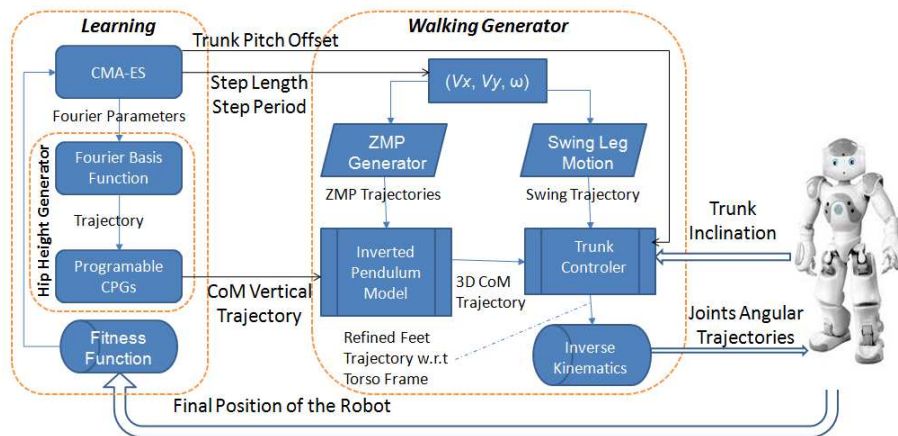 Learning
Walking Generator
Trunk Pitch Offset
CMA-ES
Step Length
Step Period
(Vx, Vy, ω)
Fourier Parameters
Hip Height Generator
Fourier Basis
Function
ZMP
Generator
Swing Leg
Motion
Trajectory
ZMP Trajectories
Swing Trajectory
Trunk
Inclination
Programable
CPGs
CoM Vertical
Trajectory
Inverted
Pendulum
Model
3D CoM
Trajectory
Trunk
Controler
Fitness
Function
Refined Feet
Trajectory w.r.t
Torso Frame
Inverse
Kinematics
Joints Angular
Trajectories
Final Position of the Robot